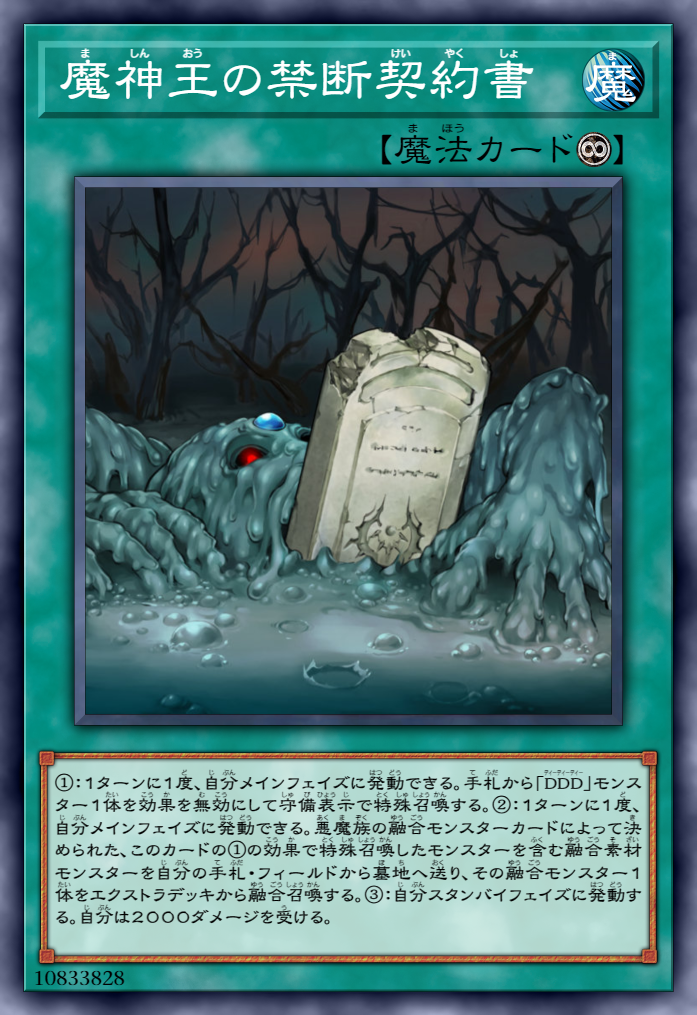 魔神王の禁断契約書 魔
【魔法カード】
①：1ターンに1度、自分メインフェイズに発動できる。手札から「DDD」モンス
ター1体を効果を無効にして守備表示で特殊召喚する。②：1ターンに1度、
自分メインフェイズに発動できる。悪魔族の融合モンスターカードによって決
められた、このカードの①の効果で特殊召喚したモンスターを含む融合素材
モンスターを自分の手札・フィールドから墓地へ送り、その融合モンスター1
体をエクストラデッキから融合召喚する。③：自分スタンバイフェイズに発動す
る。自分は2000ダメージを受ける。
10833828